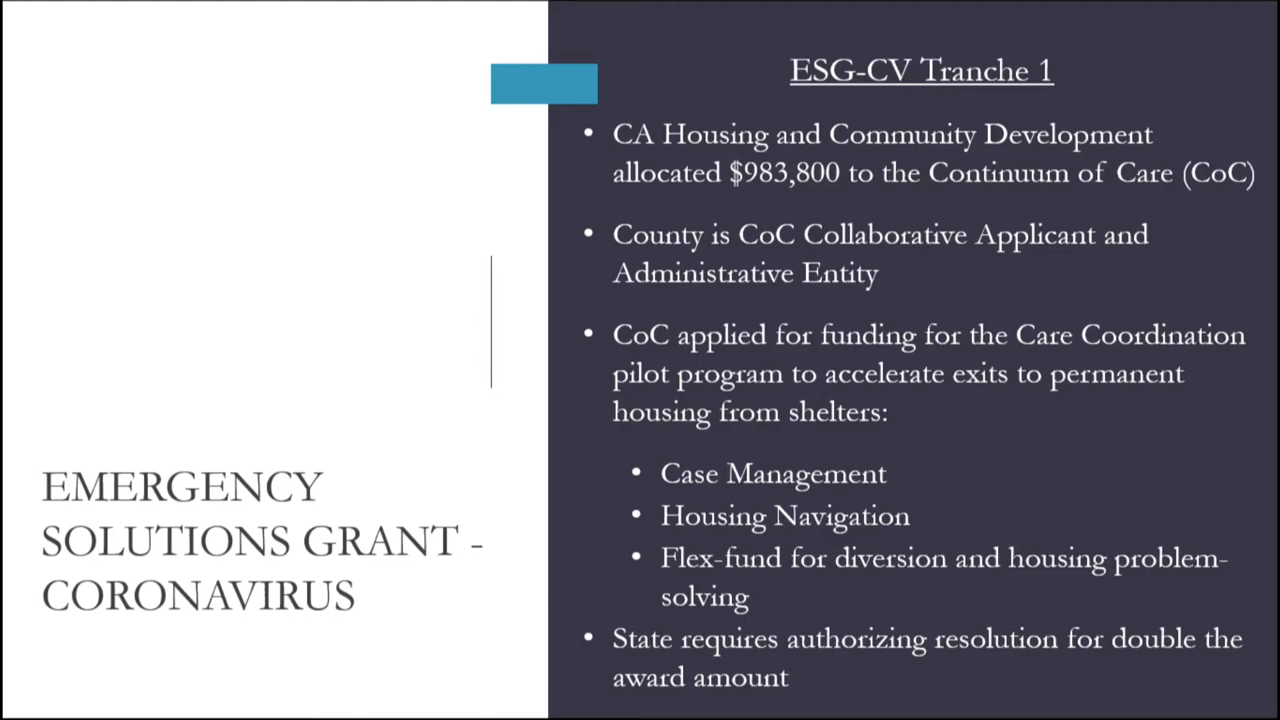 EMERGENCY
SOLUTIONS GRANT -
CORONAVIRUS
ESG-CV Tranche 1
• CA Housing and Community Development
allocated $983,800 to the Continuum of Care (CoC)
• County is CoC Collaborative Applicant and
Administrative Entity
• CoC applied for funding for the Care Coordination
pilot program to accelerate exits to permanent
housing from shelters:
• Case Management
• Housing Navigation
• Flex-fund for diversion and housing problem-
solving
• State requires authorizing resolution for double the
award amount